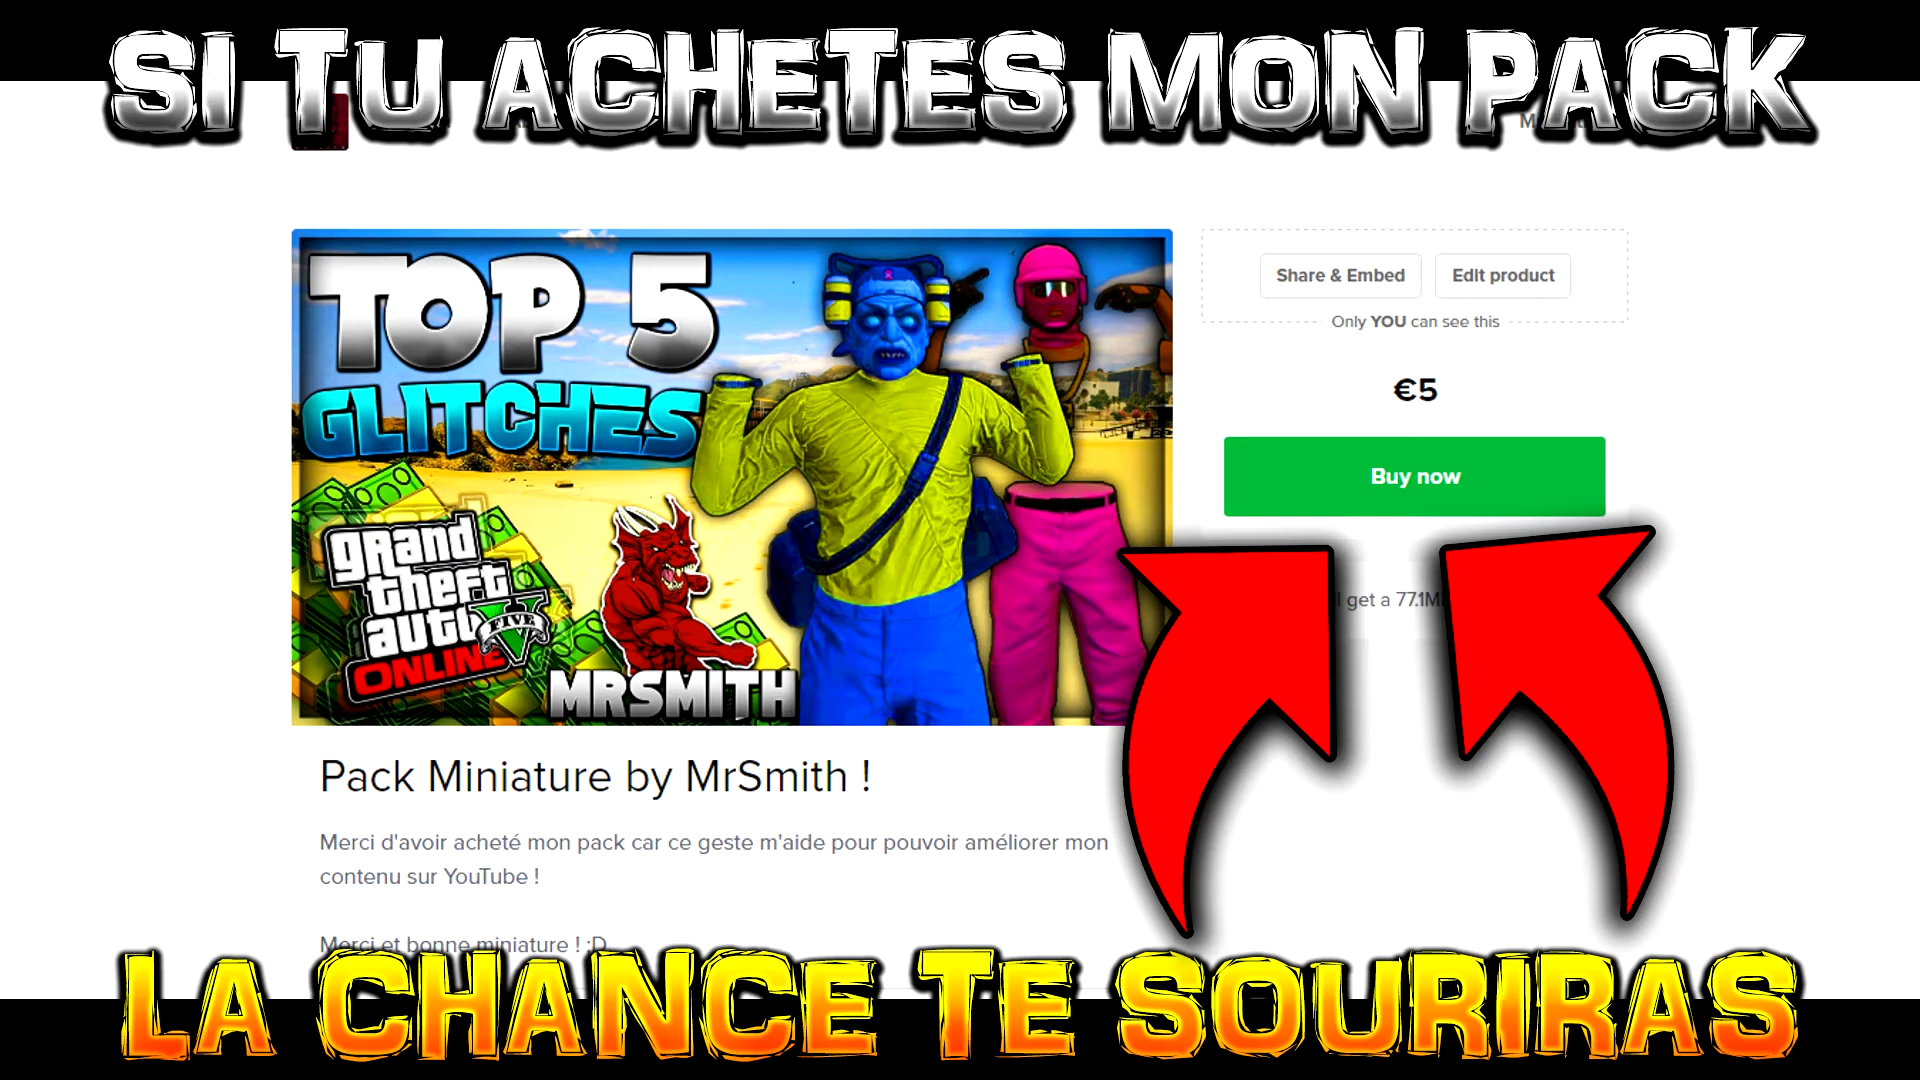 SI TU ACHETES MON PACK
TOP 5
GLITCHES
grand
theft
auto
FIVE
ONLINE
MRSMITH
Share & Embed
Edit product
Only YOU can see this
€5
Buy now
get a 77.1M
Pack Miniature by MrSmith !
Merci d'avoir acheté mon pack car ce geste m'aide pour pouvoir améliorer mon
contenu sur YouTube !
Merci et bonne miniature ! :D
LA CHANCE TE SOURIRAS